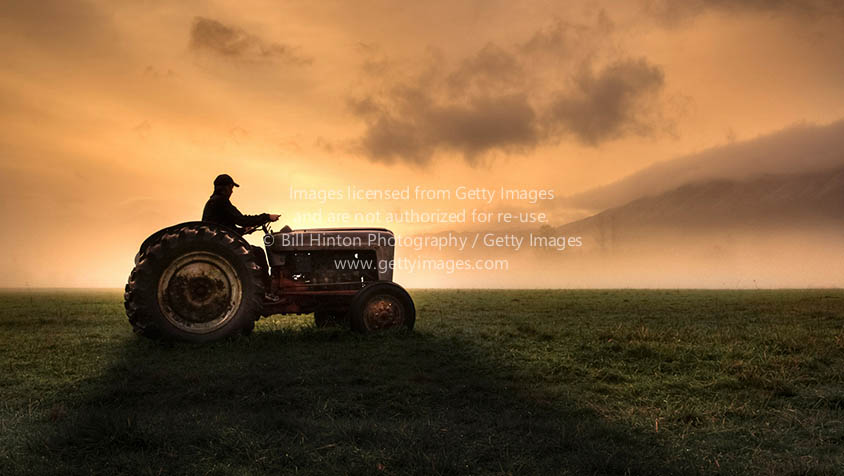 Images licensed from Getty Images
and are not authorized for re-use.
© Bill Hinton Photography / Getty Images
www.gettyimages.com